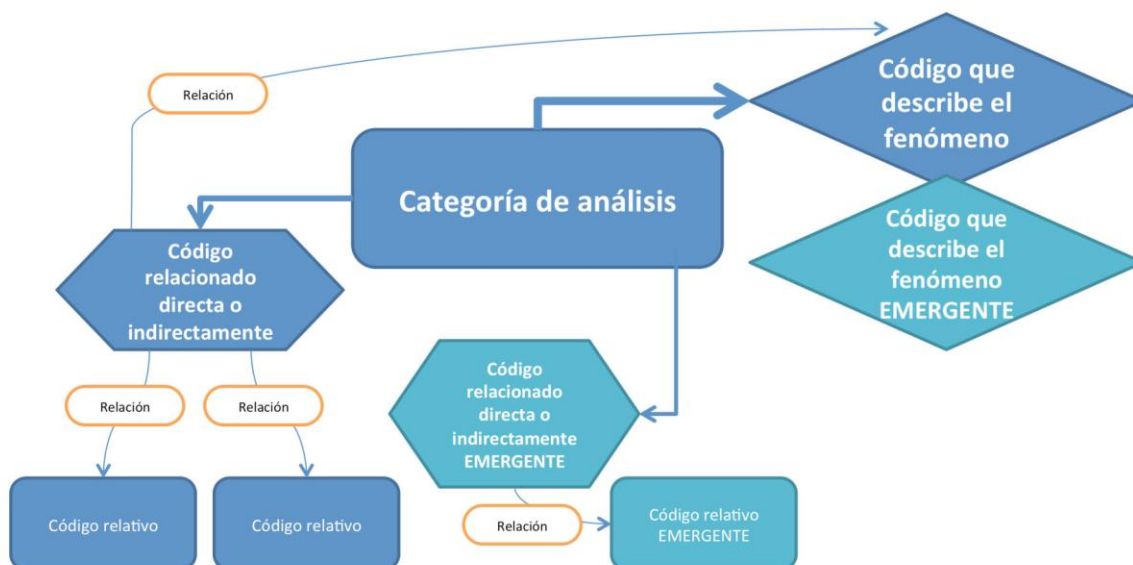 Relación
Código que
describe el
fenómeno
Categoría de análisis
Código que
describe el
fenómeno
EMERGENTE
Código
relacionado
directa o
indirectamente
Código
relacionado
directa o
indirectamente
EMERGENTE
Relación
Relación
Código relativo
Código relativo
Relación
Código relativo
EMERGENTE